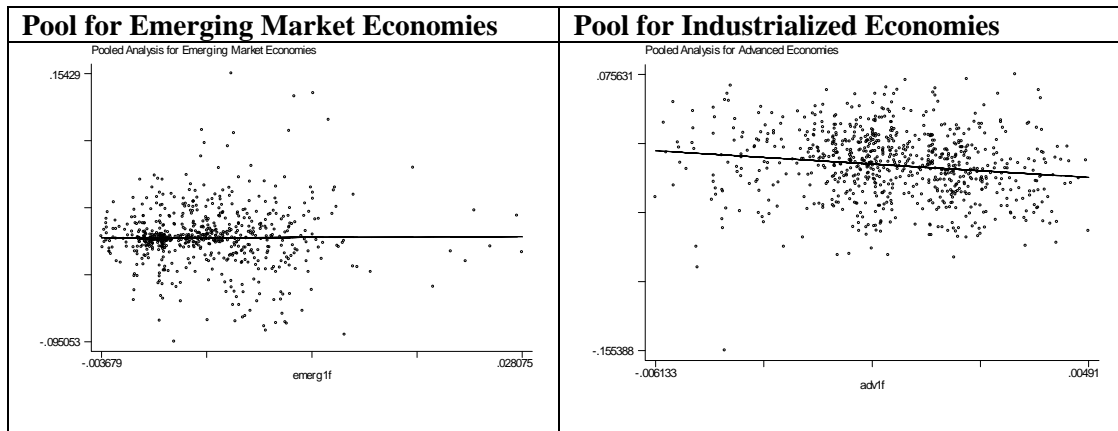 Pool for Emerging Market Economies
Pooled Analysis for Emerging Market Economies
.15429
-.095053
-.003679
.028075
emerg1f
Pool for Industrialized Economies
Pooled Analysis for Advanced Economies
.075631
-.155388
-.006133
.00491
adv1f